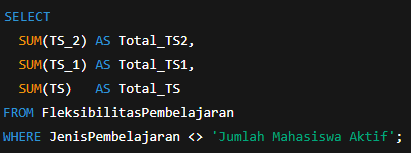 SELECT
  SUM(TS_2) AS Total_TS2,
  SUM(TS_1) AS Total_TS1,
  SUM(TS)   AS Total_TS
FROM FleksibilitasPembelajaran
WHERE JenisPembelajaran <> 'Jumlah Mahasiswa Aktif';